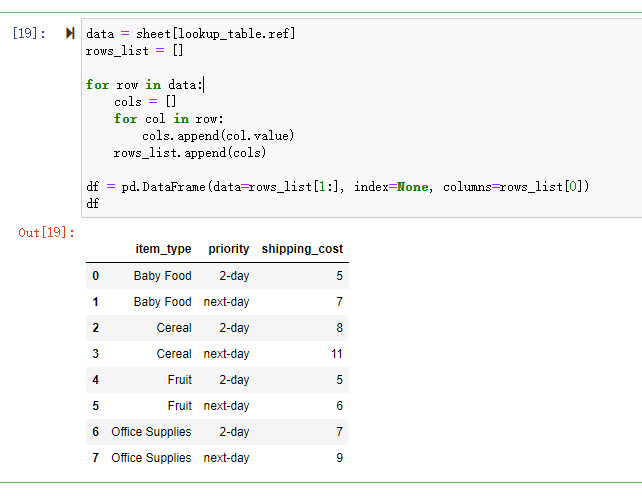 [19]:
data = sheet[lookup_table.ref]
rows_list = []
for row in data:
    cols = []
    for col in row:
        cols.append(col.value)
    rows_list.append(cols)
df = pd.DataFrame(data=rows_list[1:], index=None, columns=rows_list[0])
df
Out[19]:
item_type priority shipping_cost
0 Baby Food 2-day 5
1 Baby Food next-day 7
2 Cereal 2-day 8
3 Cereal next-day 11
4 Fruit 2-day 5
5 Fruit next-day 6
6 Office Supplies 2-day 7
7 Office Supplies next-day 9